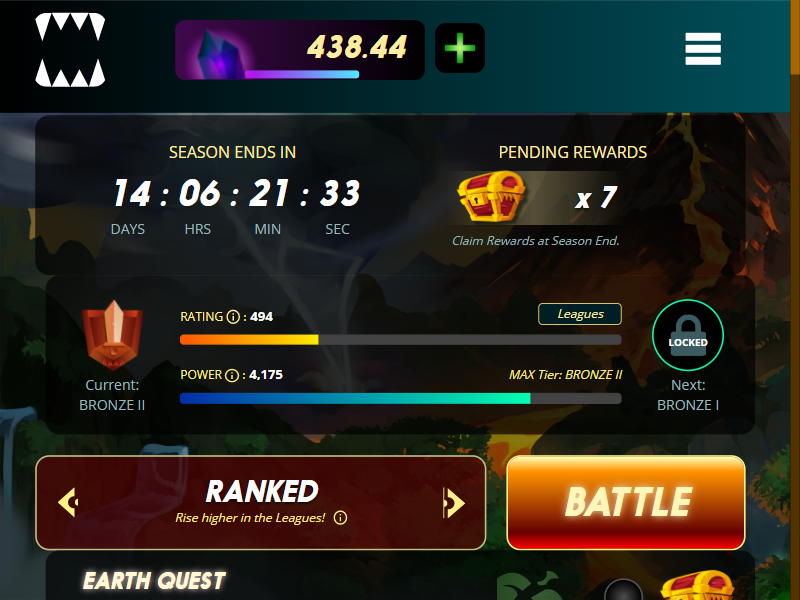 438.44
SEASON ENDS IN
PENDING REWARDS
14 : 06 : 21 : 33
x 7
DAYS HRS MIN SEC
Claim Rewards at Season End.
RATING : 494
Leagues
LOCKED
POWER : 4,175
MAX Tier: BRONZE II
Current:
BRONZE II
Next:
BRONZE I
RANKED
Rise higher in the Leagues!
BATTLE
EARTH QUEST